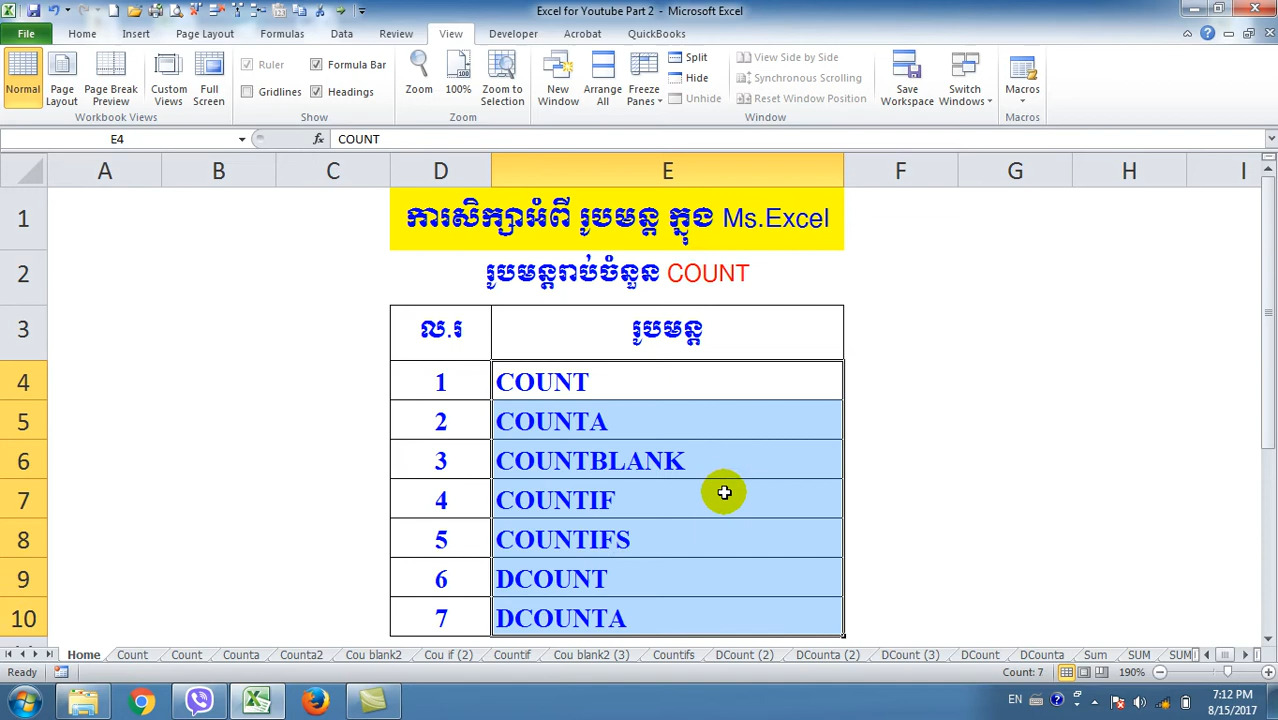 Excel for Youtube Part 2 - Microsoft Excel
File Home Insert Page Layout Formulas Data Review View Developer Acrobat QuickBooks
Normal
Page Layout
Page Break Preview
Custom Views
Full Screen
Workbook Views
Ruler
Formula Bar
Gridlines
Headings
Show
Zoom
100%
Zoom to Selection
Zoom
New Window
Arrange All
Freeze Panes
Split
Hide
Unhide
View Side by Side
Synchronous Scrolling
Reset Window Position
Window
Save Workspace
Switch Windows
Macros
Macros
E4 fx COUNT
A B C D E F G H I
1 ការសិក្សាអំពី រូបមន្ត ក្នុង Ms.Excel
2 រូបមន្តរាប់ចំនួន COUNT
3 ល.រ រូបមន្ត
4 1 COUNT
5 2 COUNTA
6 3 COUNTBLANK
7 4 COUNTIF
8 5 COUNTIFS
9 6 DCOUNT
10 7 DCOUNTA
Home Count Count Counta Counta2 Cou blank2 Cou if (2) Countif Cou blank2 (3) Countifs DCount (2) DCounta (2) DCount (3) DCount DCounta Sum SUM SUM
Ready Count: 7 190%
EN 7:12 PM
8/15/2017